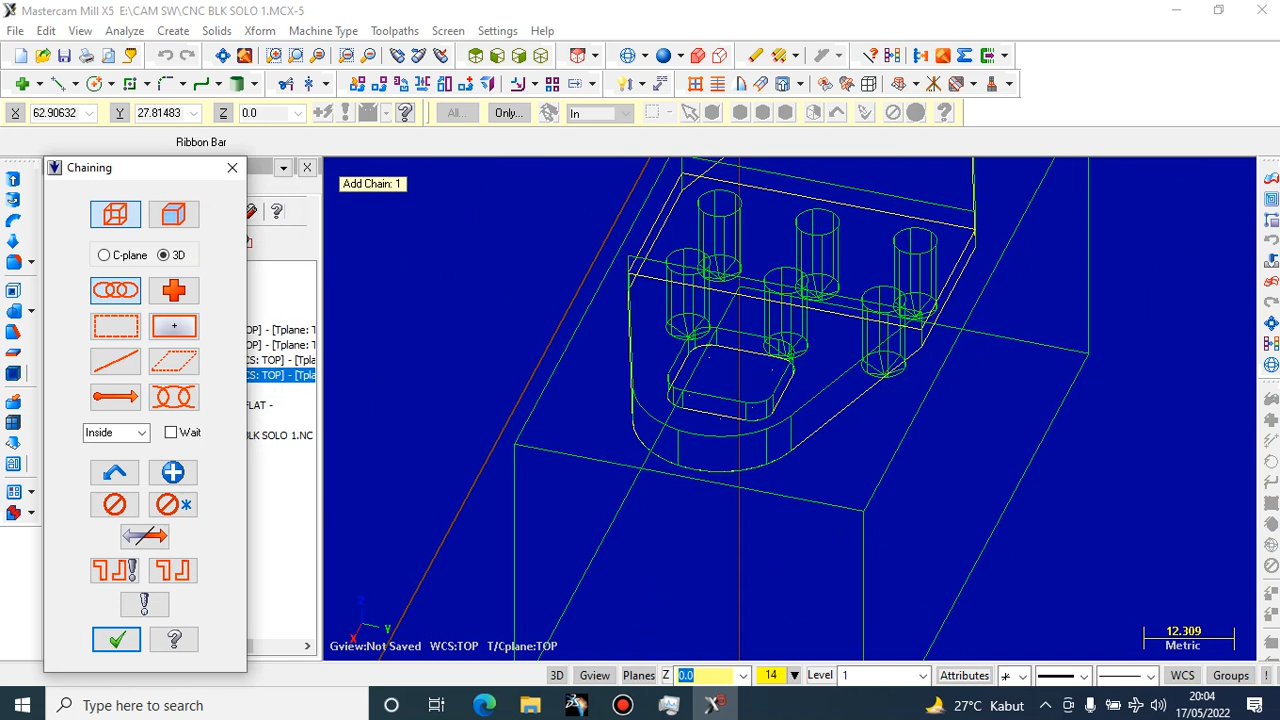 Mastercam Mill X5 E:\CAM SW\CNC BLK SOLO 1.MCX-5
File Edit View Analyze Create Solids Xform Machine Type Toolpaths Screen Settings Help
X 62.90632 Y 27.81483 Z 0.0 All... Only... In
Ribbon Bar
Chaining
Add Chain: 1
C-plane 3D
TOP] - [Tplane: T
TOP] - [Tplane: T
CS: TOP] - [Tpla
CS: TOP] - [Tpla
FLAT -
BLK SOLO 1.NC
Inside Wait
Z
Y
X
Gview:Not Saved WCS:TOP T/Cplane:TOP
12.309
Metric
3D Gview Planes Z 0.0 14 Level 1 Attributes WCS Groups
Type here to search
27°C Kabut
20:04
17/05/2022